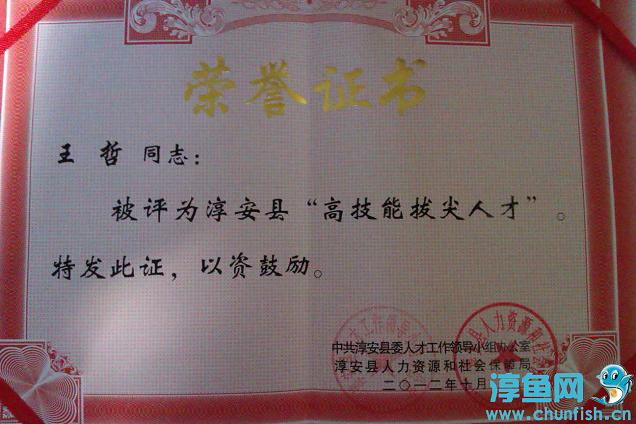 荣誉证书
王 哲 同志：
被评为淳安县“高技能拔尖人才”。
特发此证，以资鼓励。
中共淳安县委人才工作领导小组办公室
淳安县人力资源和社会保障局
二〇一二年十月
淳鱼网
www.chunfish.cn